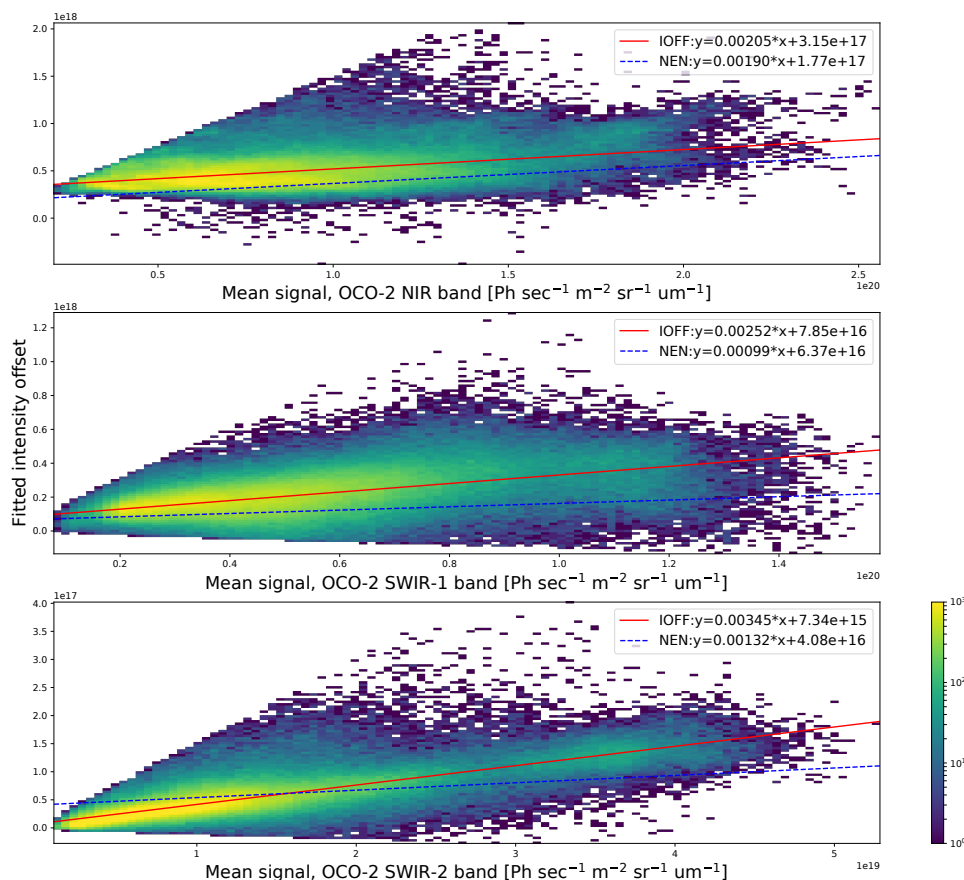 1e18
2.0
1.5
1.0
0.5
0.0
IOFF:y=0.00205*x+3.15e+17
NEN:y=0.00190*x+1.77e+17
0.5 1.0 1.5 2.0 2.5
1e20
Mean signal, OCO-2 NIR band [Ph sec⁻¹ m⁻² sr⁻¹ um⁻¹]
1e18
1.2
1.0
0.8
0.6
0.4
0.2
0.0
Fitted intensity offset
IOFF:y=0.00252*x+7.85e+16
NEN:y=0.00099*x+6.37e+16
0.2 0.4 0.6 0.8 1.0 1.2 1.4
1e20
Mean signal, OCO-2 SWIR-1 band [Ph sec⁻¹ m⁻² sr⁻¹ um⁻¹]
1e17
4.0
3.5
3.0
2.5
2.0
1.5
1.0
0.5
0.0
IOFF:y=0.00345*x+7.34e+15
NEN:y=0.00132*x+4.08e+16
1 2 3 4 5
1e19
Mean signal, OCO-2 SWIR-2 band [Ph sec⁻¹ m⁻² sr⁻¹ um⁻¹]
10³
10²
10¹
10⁰